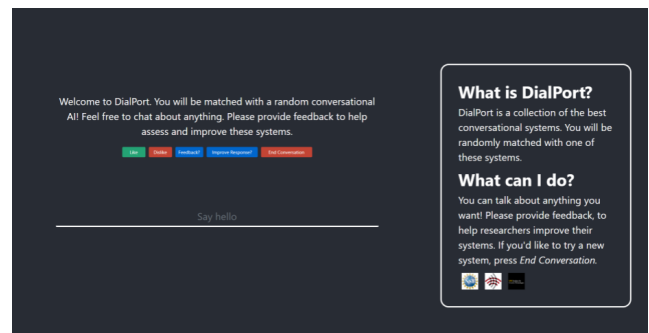 Welcome to DialPort. You will be matched with a random conversational
AI! Feel free to chat about anything. Please provide feedback to help
assess and improve these systems.
Like Dislike Feedback? Improve Response? End Conversation
Say hello
What is DialPort?
DialPort is a collection of the best
conversational systems. You will be
randomly matched with one of
these systems.
What can I do?
You can talk about anything you
want! Please provide feedback, to
help researchers improve their
systems. If you'd like to try a new
system, press End Conversation.